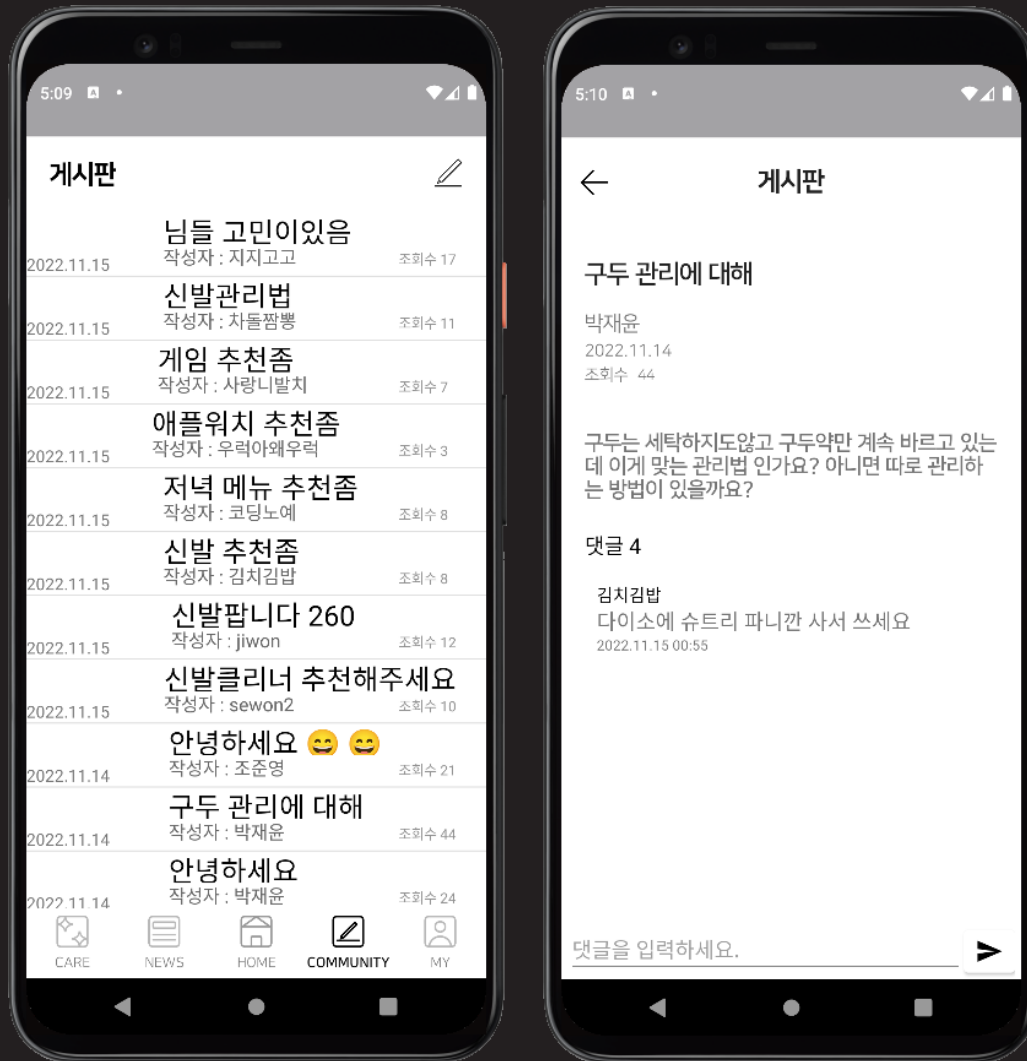 5:09
게시판
님들 고민이있음
작성자 : 지지고고
2022.11.15
조회수 17
신발관리법
작성자 : 차돌짬뽕
2022.11.15
조회수 11
게임 추천좀
작성자 : 사랑니발치
2022.11.15
조회수 7
애플워치 추천좀
작성자 : 우럭아왜우럭
2022.11.15
조회수 3
저녁 메뉴 추천좀
작성자 : 코딩노예
2022.11.15
조회수 8
신발 추천좀
작성자 : 김치김밥
2022.11.15
조회수 8
신발팝니다 260
작성자 : jiwon
2022.11.15
조회수 12
신발클리너 추천해주세요
작성자 : sewon2
2022.11.15
조회수 10
안녕하세요 😄 😄
작성자 : 조준영
2022.11.14
조회수 21
구두 관리에 대해
작성자 : 박재윤
2022.11.14
조회수 44
안녕하세요
작성자 : 박재윤
2022.11.14
조회수 24
CARE
NEWS
HOME
COMMUNITY
MY
5:10
게시판
구두 관리에 대해
박재윤
2022.11.14
조회수 44
구두는 세탁하지도않고 구두약만 계속 바르고 있는
데 이게 맞는 관리법 인가요? 아니면 따로 관리하
는 방법이 있을까요?
댓글 4
김치김밥
다이소에 슈트리 파니깐 사서 쓰세요
2022.11.15 00:55
댓글을 입력하세요.